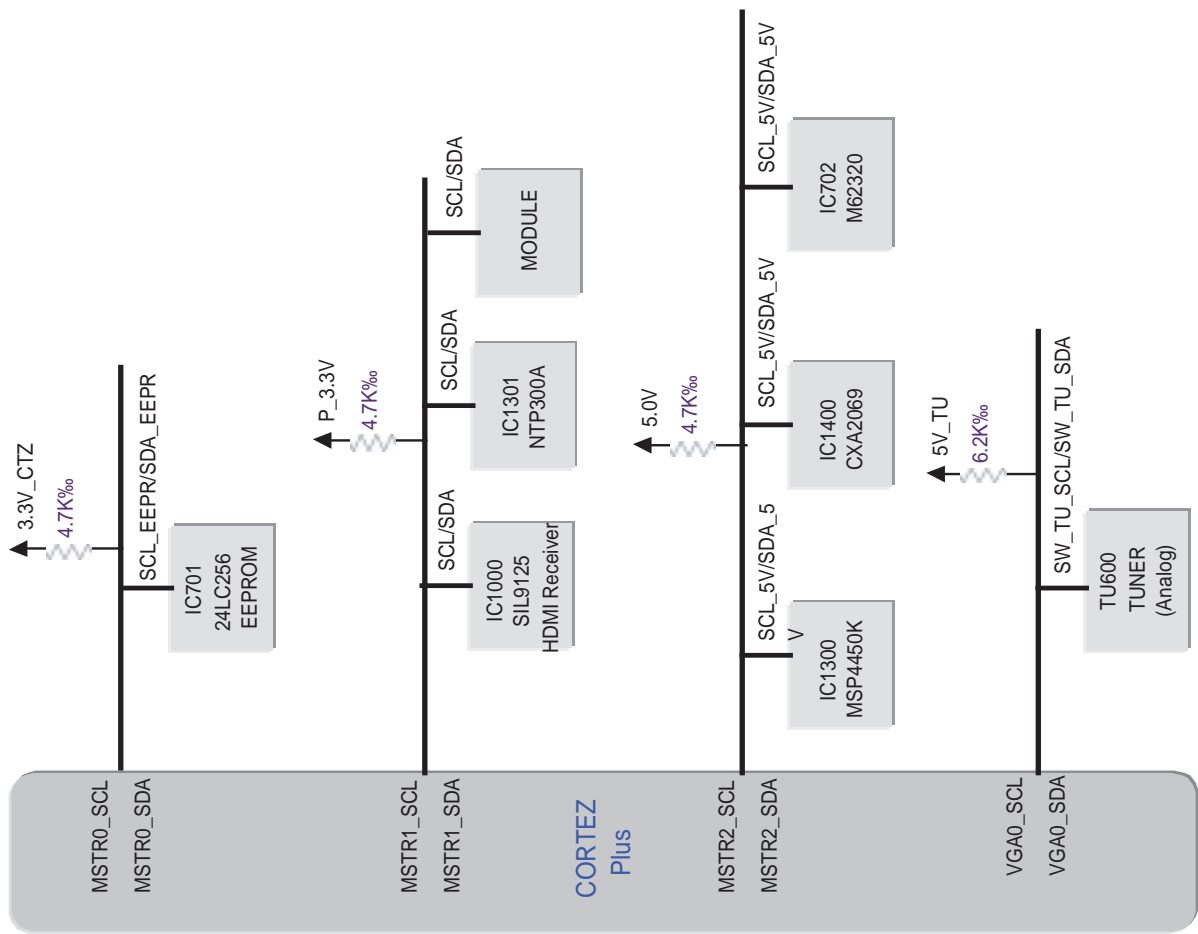 3.3V_CTZ
4.7K‰
SCL_EEPR/SDA_EEPR
IC701
24LC256
EEPROM
MSTR0_SCL
MSTR0_SDA
P_3.3V
4.7K‰
SCL/SDA
SCL/SDA
SCL/SDA
IC1000
SIL9125
HDMI Receiver
IC1301
NTP300A
MODULE
MSTR1_SCL
MSTR1_SDA
CORTEZ
Plus
5.0V
4.7K‰
SCL_5V/SDA_5
V
SCL_5V/SDA_5V
SCL_5V/SDA_5V
IC1300
MSP4450K
IC1400
CXA2069
IC702
M62320
MSTR2_SCL
MSTR2_SDA
5V_TU
6.2K‰
SW_TU_SCL/SW_TU_SDA
TU600
TUNER
(Analog)
VGA0_SCL
VGA0_SDA